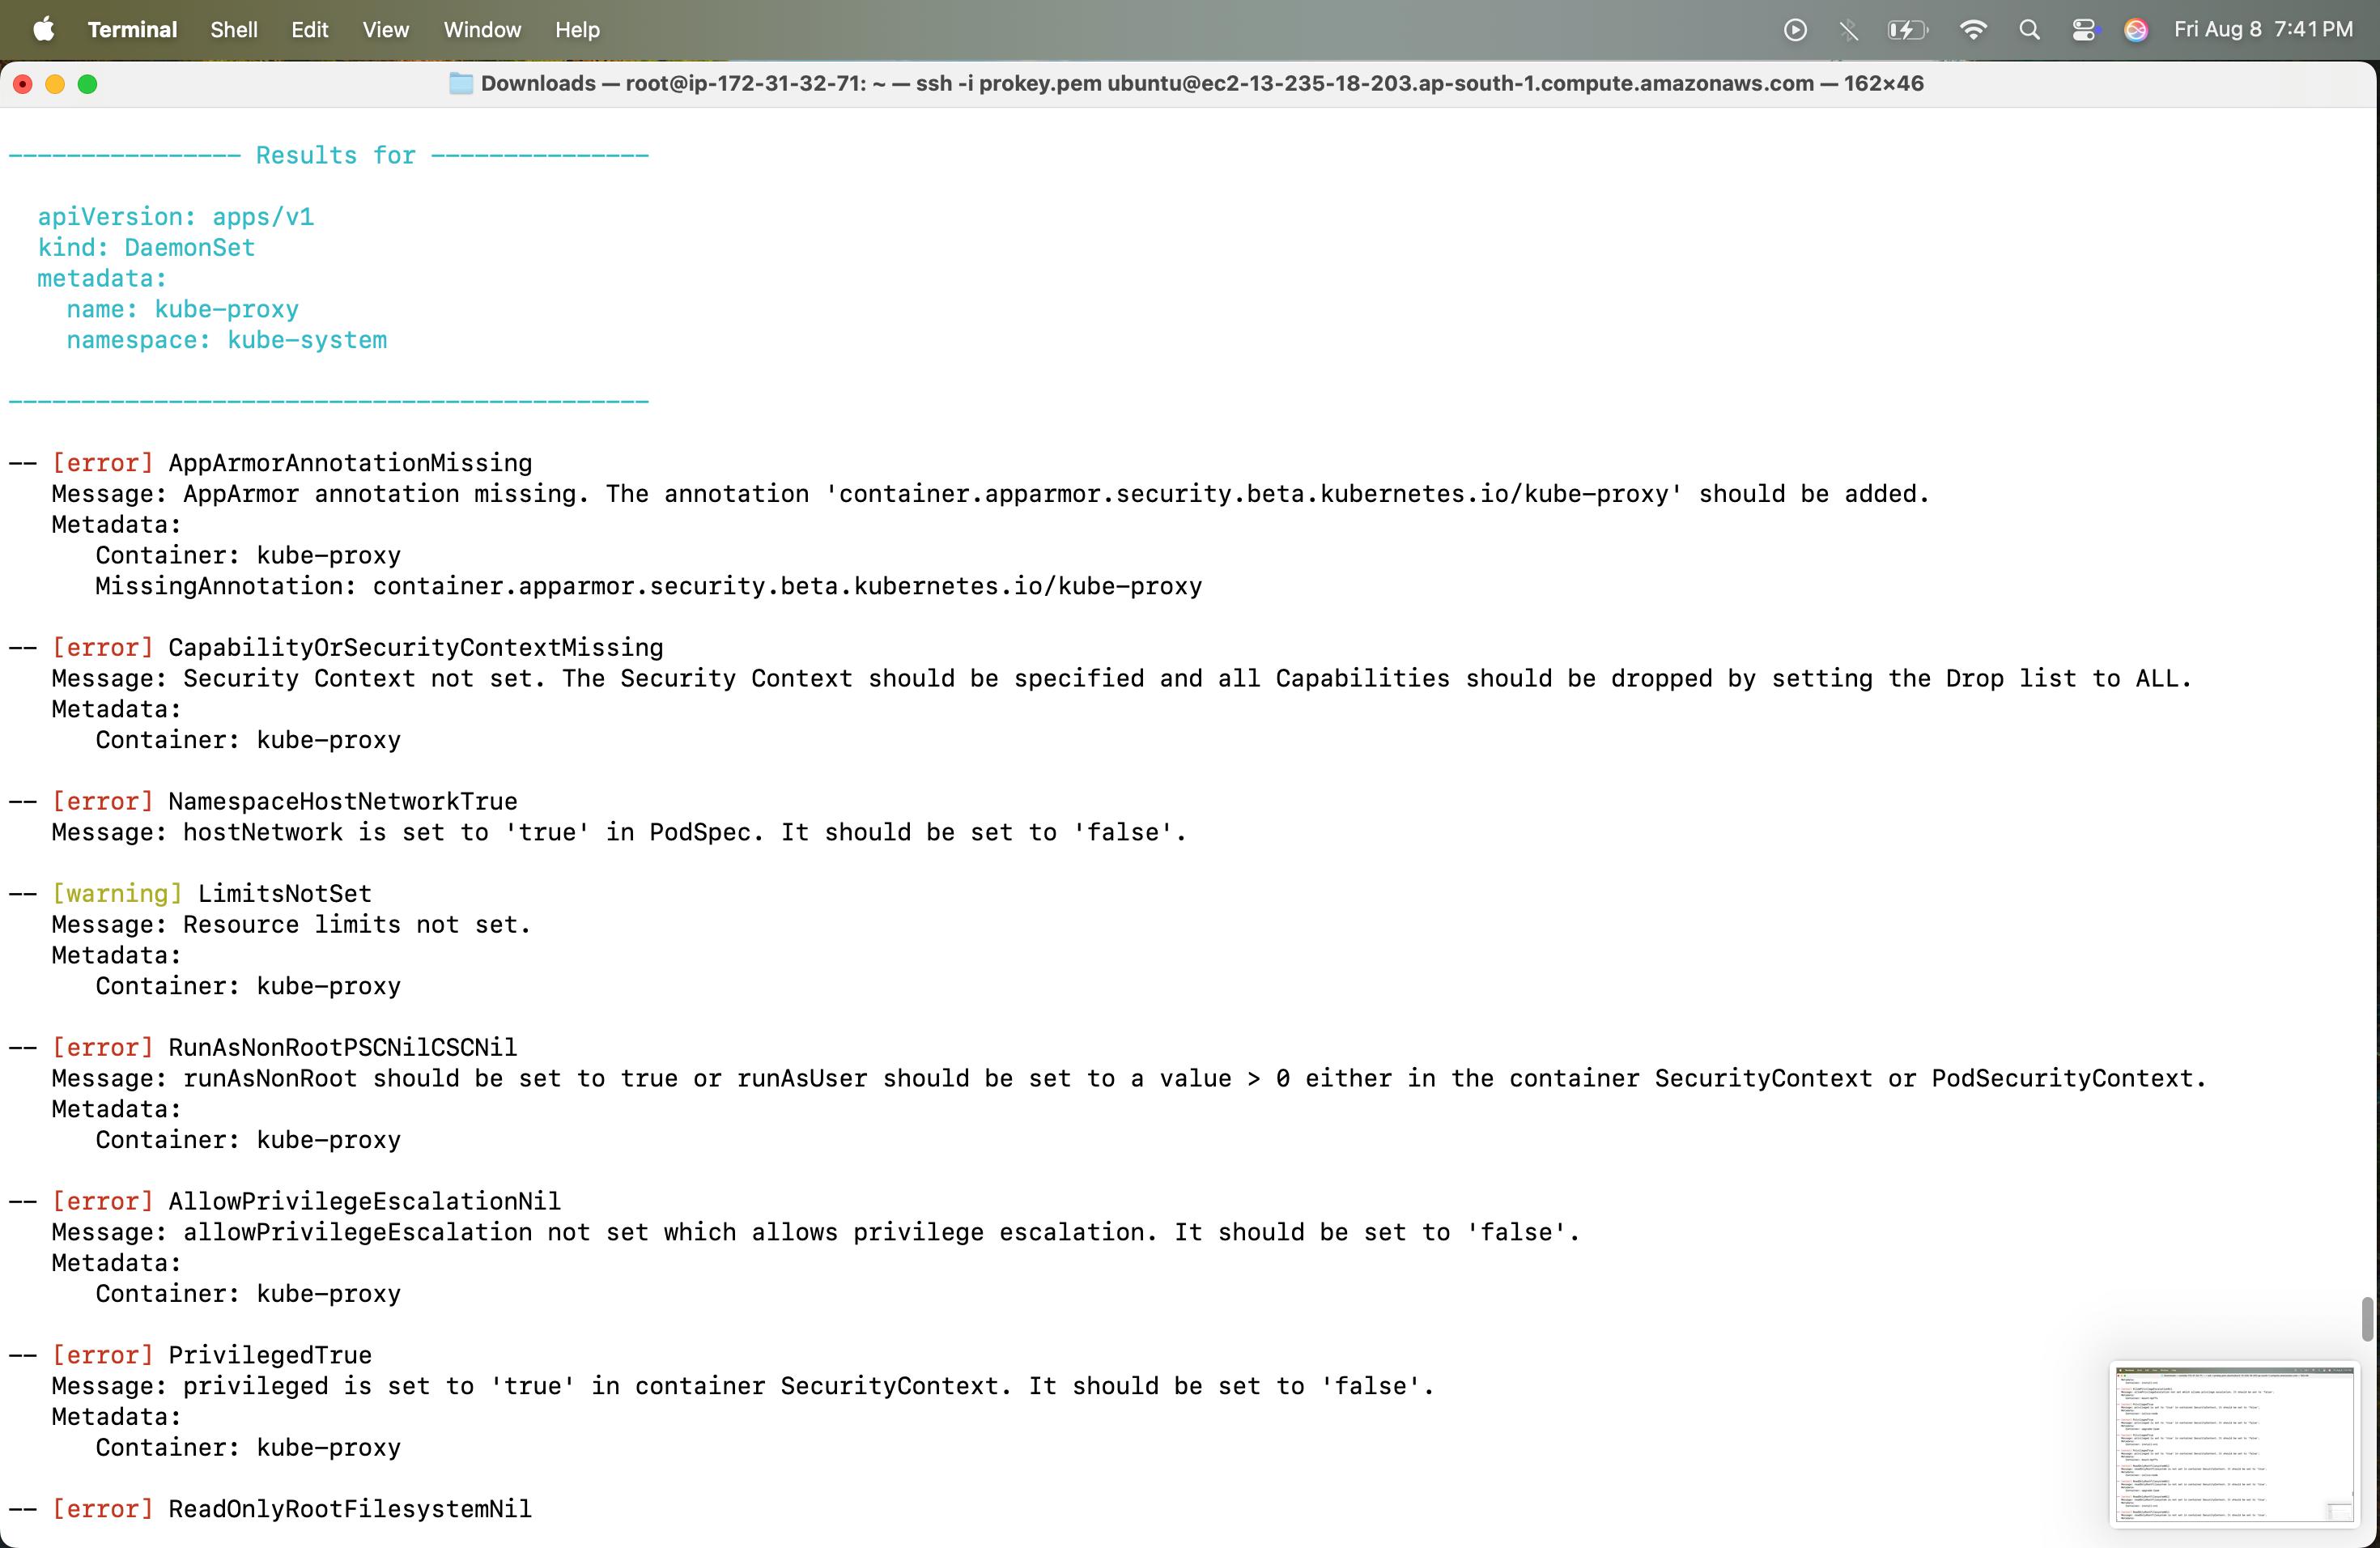 Terminal Shell Edit View Window Help Fri Aug 8 7:41 PM
Downloads — root@ip-172-31-32-71: ~ — ssh -i prokey.pem ubuntu@ec2-13-235-18-203.ap-south-1.compute.amazonaws.com — 162×46
---------------- Results for ---------------
apiVersion: apps/v1
kind: DaemonSet
metadata:
name: kube-proxy
namespace: kube-system
--------------------------------------------
-- [error] AppArmorAnnotationMissing
Message: AppArmor annotation missing. The annotation 'container.apparmor.security.beta.kubernetes.io/kube-proxy' should be added.
Metadata:
Container: kube-proxy
MissingAnnotation: container.apparmor.security.beta.kubernetes.io/kube-proxy
-- [error] CapabilityOrSecurityContextMissing
Message: Security Context not set. The Security Context should be specified and all Capabilities should be dropped by setting the Drop list to ALL.
Metadata:
Container: kube-proxy
-- [error] NamespaceHostNetworkTrue
Message: hostNetwork is set to 'true' in PodSpec. It should be set to 'false'.
-- [warning] LimitsNotSet
Message: Resource limits not set.
Metadata:
Container: kube-proxy
-- [error] RunAsNonRootPSCNilCSCNil
Message: runAsNonRoot should be set to true or runAsUser should be set to a value > 0 either in the container SecurityContext or PodSecurityContext.
Metadata:
Container: kube-proxy
-- [error] AllowPrivilegeEscalationNil
Message: allowPrivilegeEscalation not set which allows privilege escalation. It should be set to 'false'.
Metadata:
Container: kube-proxy
-- [error] PrivilegedTrue
Message: privileged is set to 'true' in container SecurityContext. It should be set to 'false'.
Metadata:
Container: kube-proxy
-- [error] ReadOnlyRootFilesystemNil